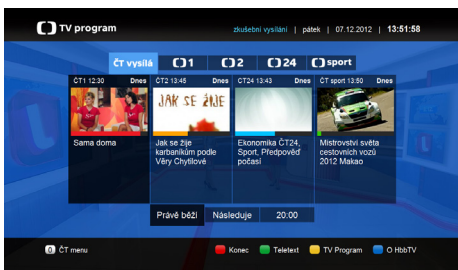 TV program
zkušební vysílání | pátek | 07.12.2012 | 13:51:58
ČT vysílá 1 2 24 sport
ČT1 12:30 Dnes
ČT2 13:45 Dnes
ČT24 13:43 Dnes
ČT sport 13:50 Dnes
JAK SE ŽIJE
Sama doma
Jak se žije
karbaníkům podle
Věry Chytilové
Ekonomika ČT24,
Sport, Předpověď
počasí
Mistrovství světa
cestovních vozů
2012 Makao
Právě běží Následuje 20:00
0 ČT menu
Konec Teletext TV Program O HbbTV